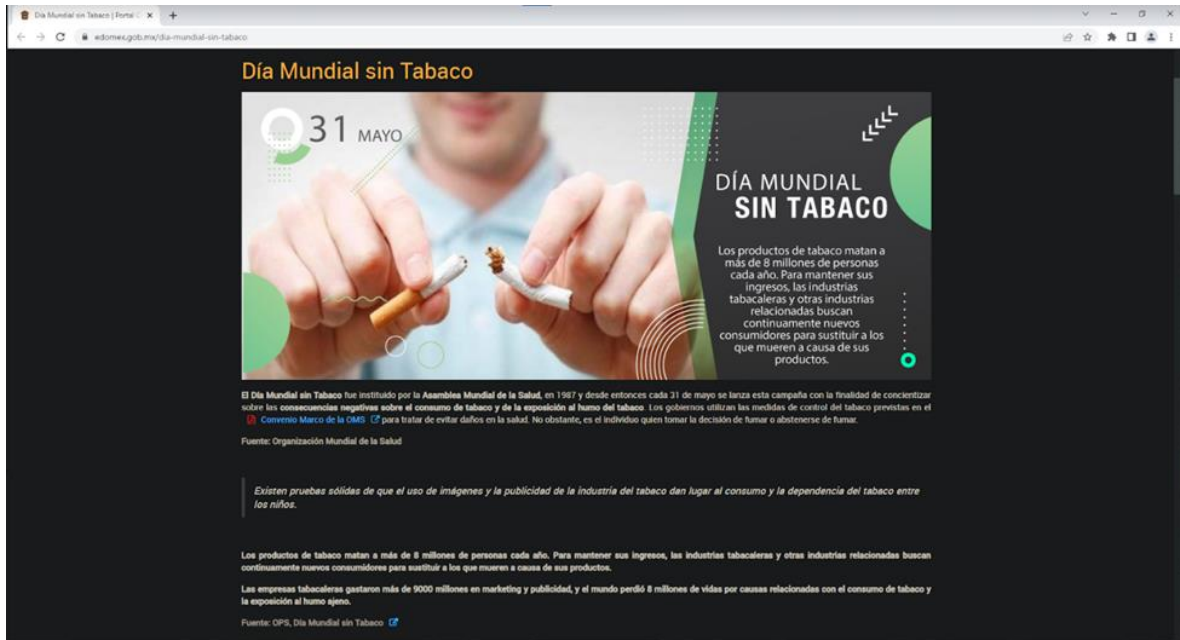 Día Mundial sin Tabaco | Portal C
edomex.gob.mx/dia-mundial-sin-tabaco
Día Mundial sin Tabaco
31 MAYO
DÍA MUNDIAL
SIN TABACO
Los productos de tabaco matan a
más de 8 millones de personas
cada año. Para mantener sus
ingresos, las industrias
tabacaleras y otras industrias
relacionadas buscan
continuamente nuevos
consumidores para sustituir a los
que mueren a causa de sus
productos.
El Día Mundial sin Tabaco fue instituido por la Asamblea Mundial de la Salud, en 1987 y desde entonces cada 31 de mayo se lanza esta campaña con la finalidad de concientizar
sobre las consecuencias negativas sobre el consumo de tabaco y de la exposición al humo del tabaco. Los gobiernos utilizan las medidas de control del tabaco previstas en el
Convenio Marco de la OMS para tratar de evitar daños en la salud. No obstante, es el individuo quien tomar la decisión de fumar o abstenerse de fumar.
Fuente: Organización Mundial de la Salud
Existen pruebas sólidas de que el uso de imágenes y la publicidad de la industria del tabaco dan lugar al consumo y la dependencia del tabaco entre
los niños.
Los productos de tabaco matan a más de 8 millones de personas cada año. Para mantener sus ingresos, las industrias tabacaleras y otras industrias relacionadas buscan
continuamente nuevos consumidores para sustituir a los que mueren a causa de sus productos.
Las empresas tabacaleras gastaron más de 9000 millones en marketing y publicidad, y el mundo perdió 8 millones de vidas por causas relacionadas con el consumo de tabaco y
la exposición al humo ajeno.
Fuente: OPS, Día Mundial sin Tabaco